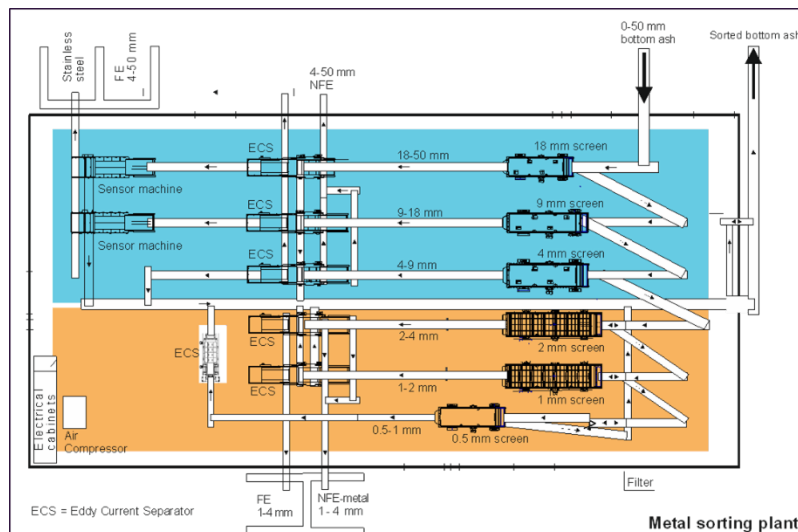 Stainless
steel
FE
4-50 mm
4-50 mm
NFE
0-50 mm
bottom ash
Sorted bottom ash
ECS
18-50 mm
18 mm screen
Sensor machine
ECS
9-18 mm
9 mm screen
Sensor machine
ECS
4-9 mm
4 mm screen
ECS
ECS
2-4 mm
2 mm screen
ECS
1-2 mm
1 mm screen
Electrical
cabinets
Air
Compressor
0.5-1 mm
0.5 mm screen
Filter
ECS = Eddy Current Separator
FE
1-4 mm
NFE-metal
1-4 mm
Metal sorting plant